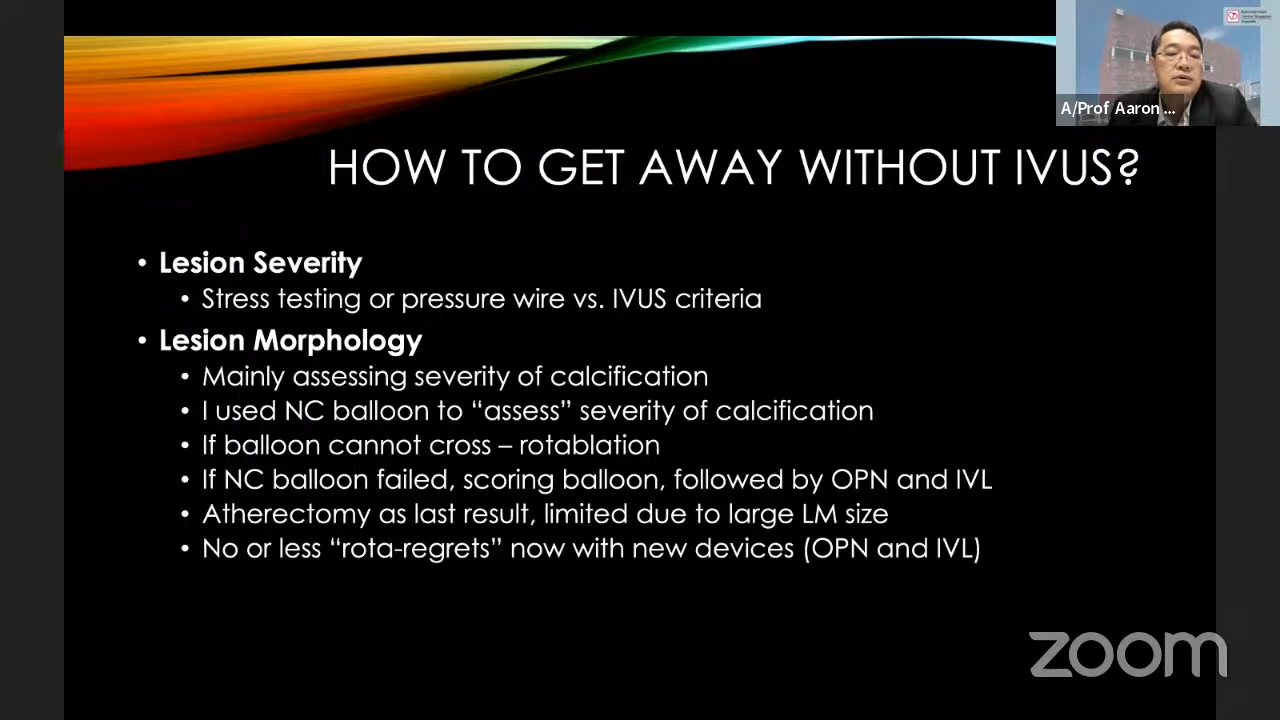 A/Prof Aaron ...
HOW TO GET AWAY WITHOUT IVUS?
• Lesion Severity
• Stress testing or pressure wire vs. IVUS criteria
• Lesion Morphology
• Mainly assessing severity of calcification
• I used NC balloon to “assess” severity of calcification
• If balloon cannot cross – rotablation
• If NC balloon failed, scoring balloon, followed by OPN and IVL
• Atherectomy as last result, limited due to large LM size
• No or less “rota-regrets” now with new devices (OPN and IVL)
zoom